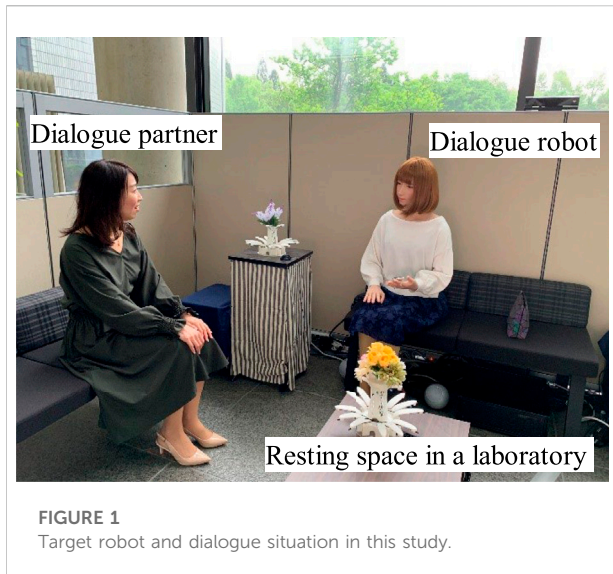 Dialogue partner
Dialogue robot
Resting space in a laboratory
FIGURE 1
Target robot and dialogue situation in this study.